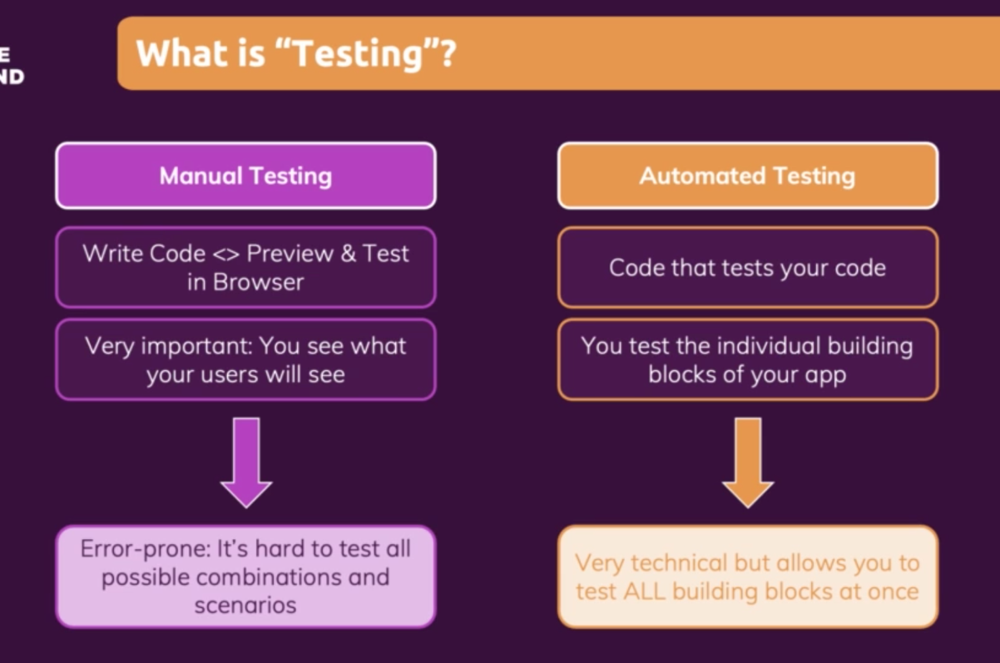 E
ND
What is “Testing”?
Manual Testing
Write Code <> Preview & Test
in Browser
Very important: You see what
your users will see
Error-prone: It’s hard to test all
possible combinations and
scenarios
Automated Testing
Code that tests your code
You test the individual building
blocks of your app
Very technical but allows you to
test ALL building blocks at once